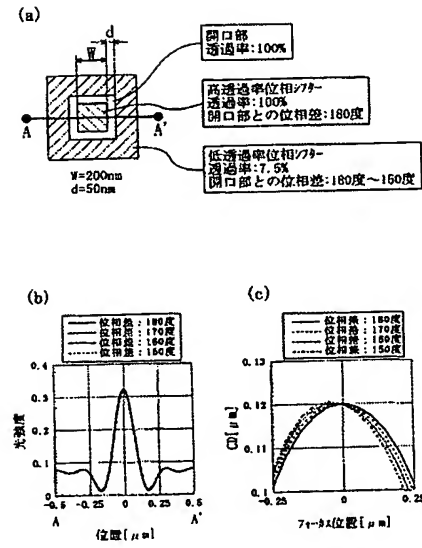 (a)
d
W
開口部
透過率:100%
高透過率位相シフター
透過率:100%
開口部との位相差:180度
A
A'
低透過率位相シフター
透過率:7.5%
開口部との位相差:180度～150度
W=200nm
d=50nm
(b)
位相差:180度
位相差:170度
位相差:160度
位相差:150度
光強度
0.4
0.3
0.2
0.1
0
-0.5
-0.25
0
0.25
0.5
A
A'
位置[μm]
(c)
位相差:180度
位相差:170度
位相差:150度
CD[μm]
0.13
0.12
0.11
0.1
-0.25
0
0.25
フォーカス位置[μm]